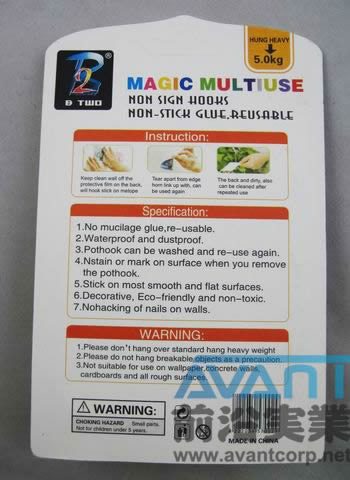 HUNG HEAVY
5.0kg
B TWO
MAGIC MULTIUSE
NON SIGN HOOKS
NON-STICK GLUE,REUSABLE
Instruction:
Keep clean wall off the
protective film on the back,
will hook stick on melope
Tear apart from edge
horn link up with, can
be used again
The back and dirty, also
can be cleaned after
repeated use
Specification:
1.No mucilage glue,re-usable.
2.Waterproof and dustproof.
3.Pothook can be washed and re-use again.
4.Nstain or mark on surface when you remove
the pothook.
5.Stick on most smooth and flat surfaces.
6.Decorative, Eco-friendly and non-toxic.
7.Nohacking of nails on walls.
WARNING:
1.Please don't hang over standard hang heavy weight
2.Please do not hang breakable,objects as a precaution.
3.Not suitable for use on wallpaper,concrete walls,
cardboards and all rough surfaces.
AVANT
WARNING:
CHOKING HAZARD Small parts.
Not for children under 5 years.
MADE IN CHINA
www.avantcorp.net